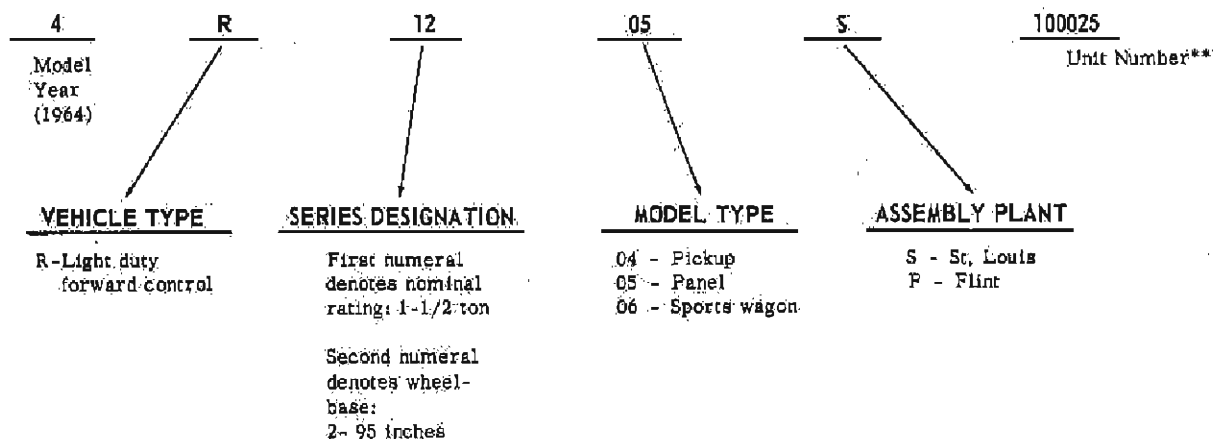 4 R 12 05 S 100025
Model
Year
(1964)
Unit Number**
VEHICLE TYPE
R-Light duty
forward control
SERIES DESIGNATION
First numeral
denotes nominal
rating: 1-1/2 ton
Second numeral
denotes wheel-
base:
2- 95 inches
MODEL TYPE
04 - Pickup
05 - Panel
06 - Sports wagon
ASSEMBLY PLANT
S - St. Louis
F - Flint